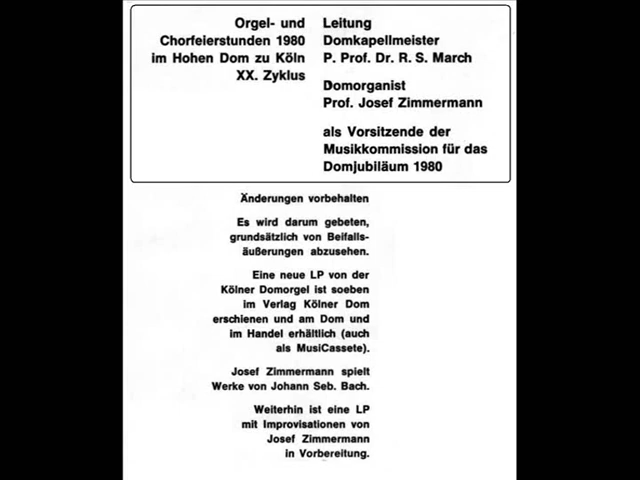 Orgel- und
Chorfeierstunden 1980
im Hohen Dom zu Köln
XX. Zyklus
Leitung
Domkapellmeister
P. Prof. Dr. R. S. March
Domorganist
Prof. Josef Zimmermann
als Vorsitzende der
Musikkommission für das
Domjubiläum 1980
Änderungen vorbehalten
Es wird darum gebeten,
grundsätzlich von Beifalls-
äußerungen abzusehen.
Eine neue LP von der
Kölner Domorgel ist soeben
im Verlag Kölner Dom
erschienen und am Dom und
im Handel erhältlich (auch
als MusiCassete).
Josef Zimmermann spielt
Werke von Johann Seb. Bach.
Weiterhin ist eine LP
mit Improvisationen von
Josef Zimmermann
in Vorbereitung.